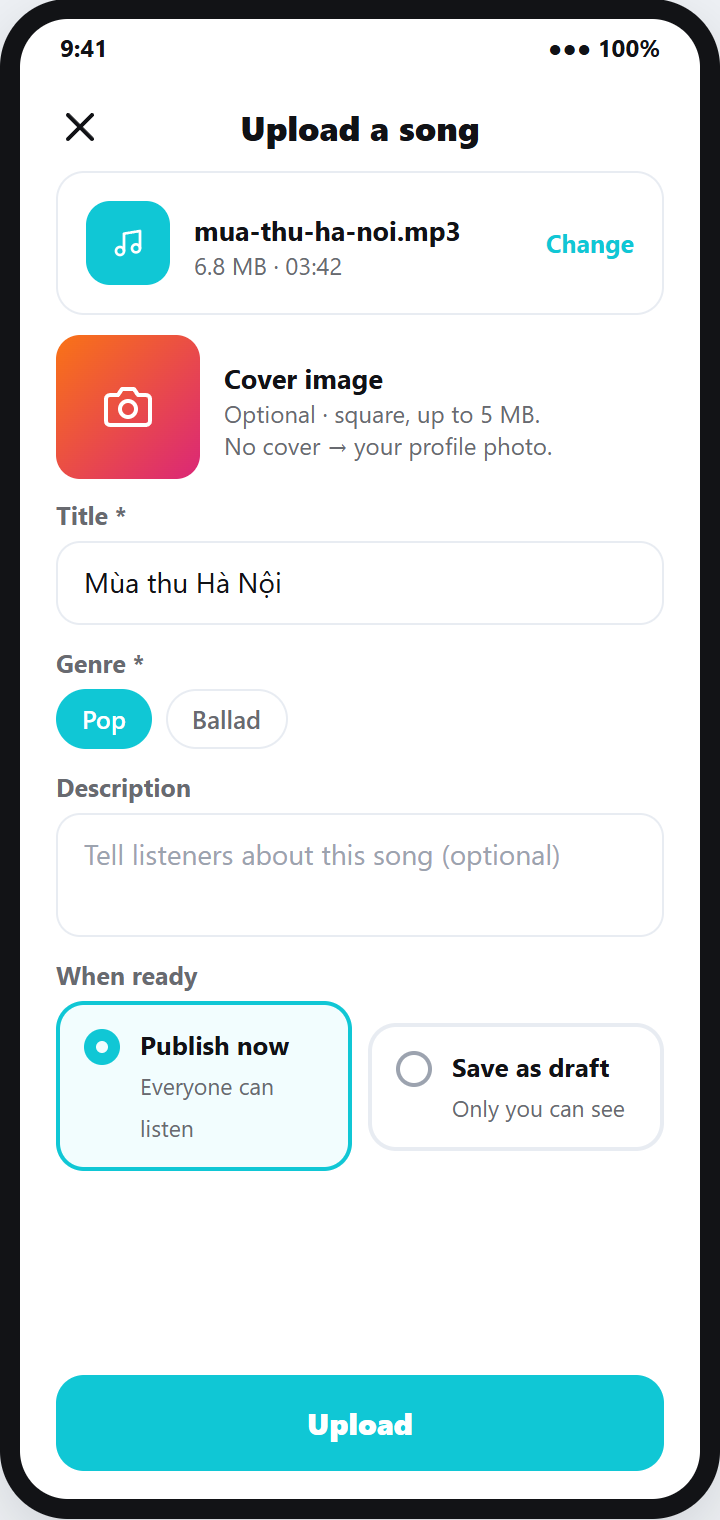 9:41
●●● 100%
Upload a song
mua-thu-ha-noi.mp3
6.8 MB · 03:42
Change
Cover image
Optional · square, up to 5 MB.
No cover → your profile photo.
Title *
Mùa thu Hà Nội
Genre *
Pop
Ballad
Description
Tell listeners about this song (optional)
When ready
Publish now
Everyone can
listen
Save as draft
Only you can see
Upload